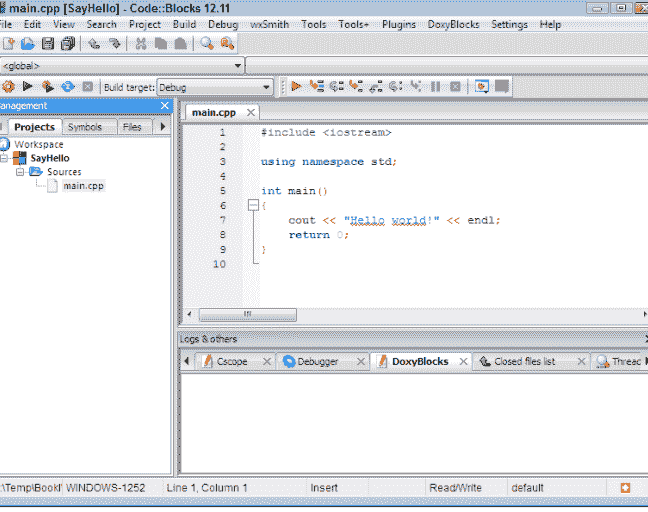 main.cpp [SayHello] - Code::Blocks 12.11
File Edit View Search Project Build Debug wxSmith Tools Tools+ Plugins DoxyBlocks Settings Help
<global>
Build target: Debug
anagement
main.cpp
Projects Symbols Files
Workspace
SayHello
Sources
main.cpp
1 #include <iostream>
2
3 using namespace std;
4
5 int main()
6 {
7 cout << "Hello world!" << endl;
8 return 0;
9 }
10
Logs & others
Cscope Debugger DoxyBlocks Closed files list Thread
:\Temp\BookI WINDOWS-1252 Line 1, Column 1 Insert Read/Write default